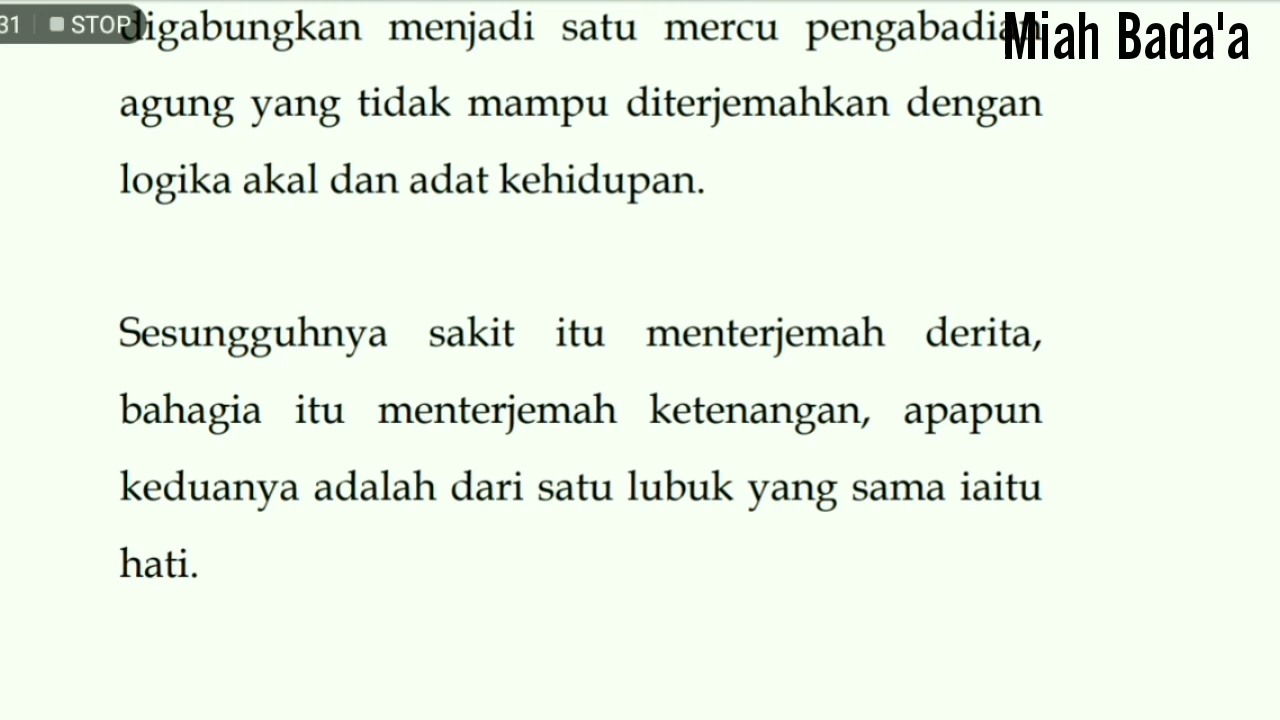 31 STOP
digabungkan menjadi satu mercu pengabadian
Miah Bada'a
agung yang tidak mampu diterjemahkan dengan
logika akal dan adat kehidupan.
Sesungguhnya sakit itu menterjemah derita,
bahagia itu menterjemah ketenangan, apapun
keduanya adalah dari satu lubuk yang sama iaitu
hati.